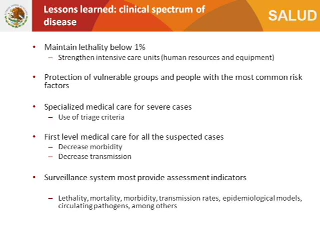 Lessons learned: clinical spectrum of
disease
SALUD
• Maintain lethality below 1%
– Strengthen intensive care units (human resources and equipment)
• Protection of vulnerable groups and people with the most common risk
factors
• Specialized medical care for severe cases
– Use of triage criteria
• First level medical care for all the suspected cases
– Decrease morbidity
– Decrease transmission
• Surveillance system most provide assessment indicators
– Lethality, mortality, morbidity, transmission rates, epidemiological models,
circulating pathogens, among others